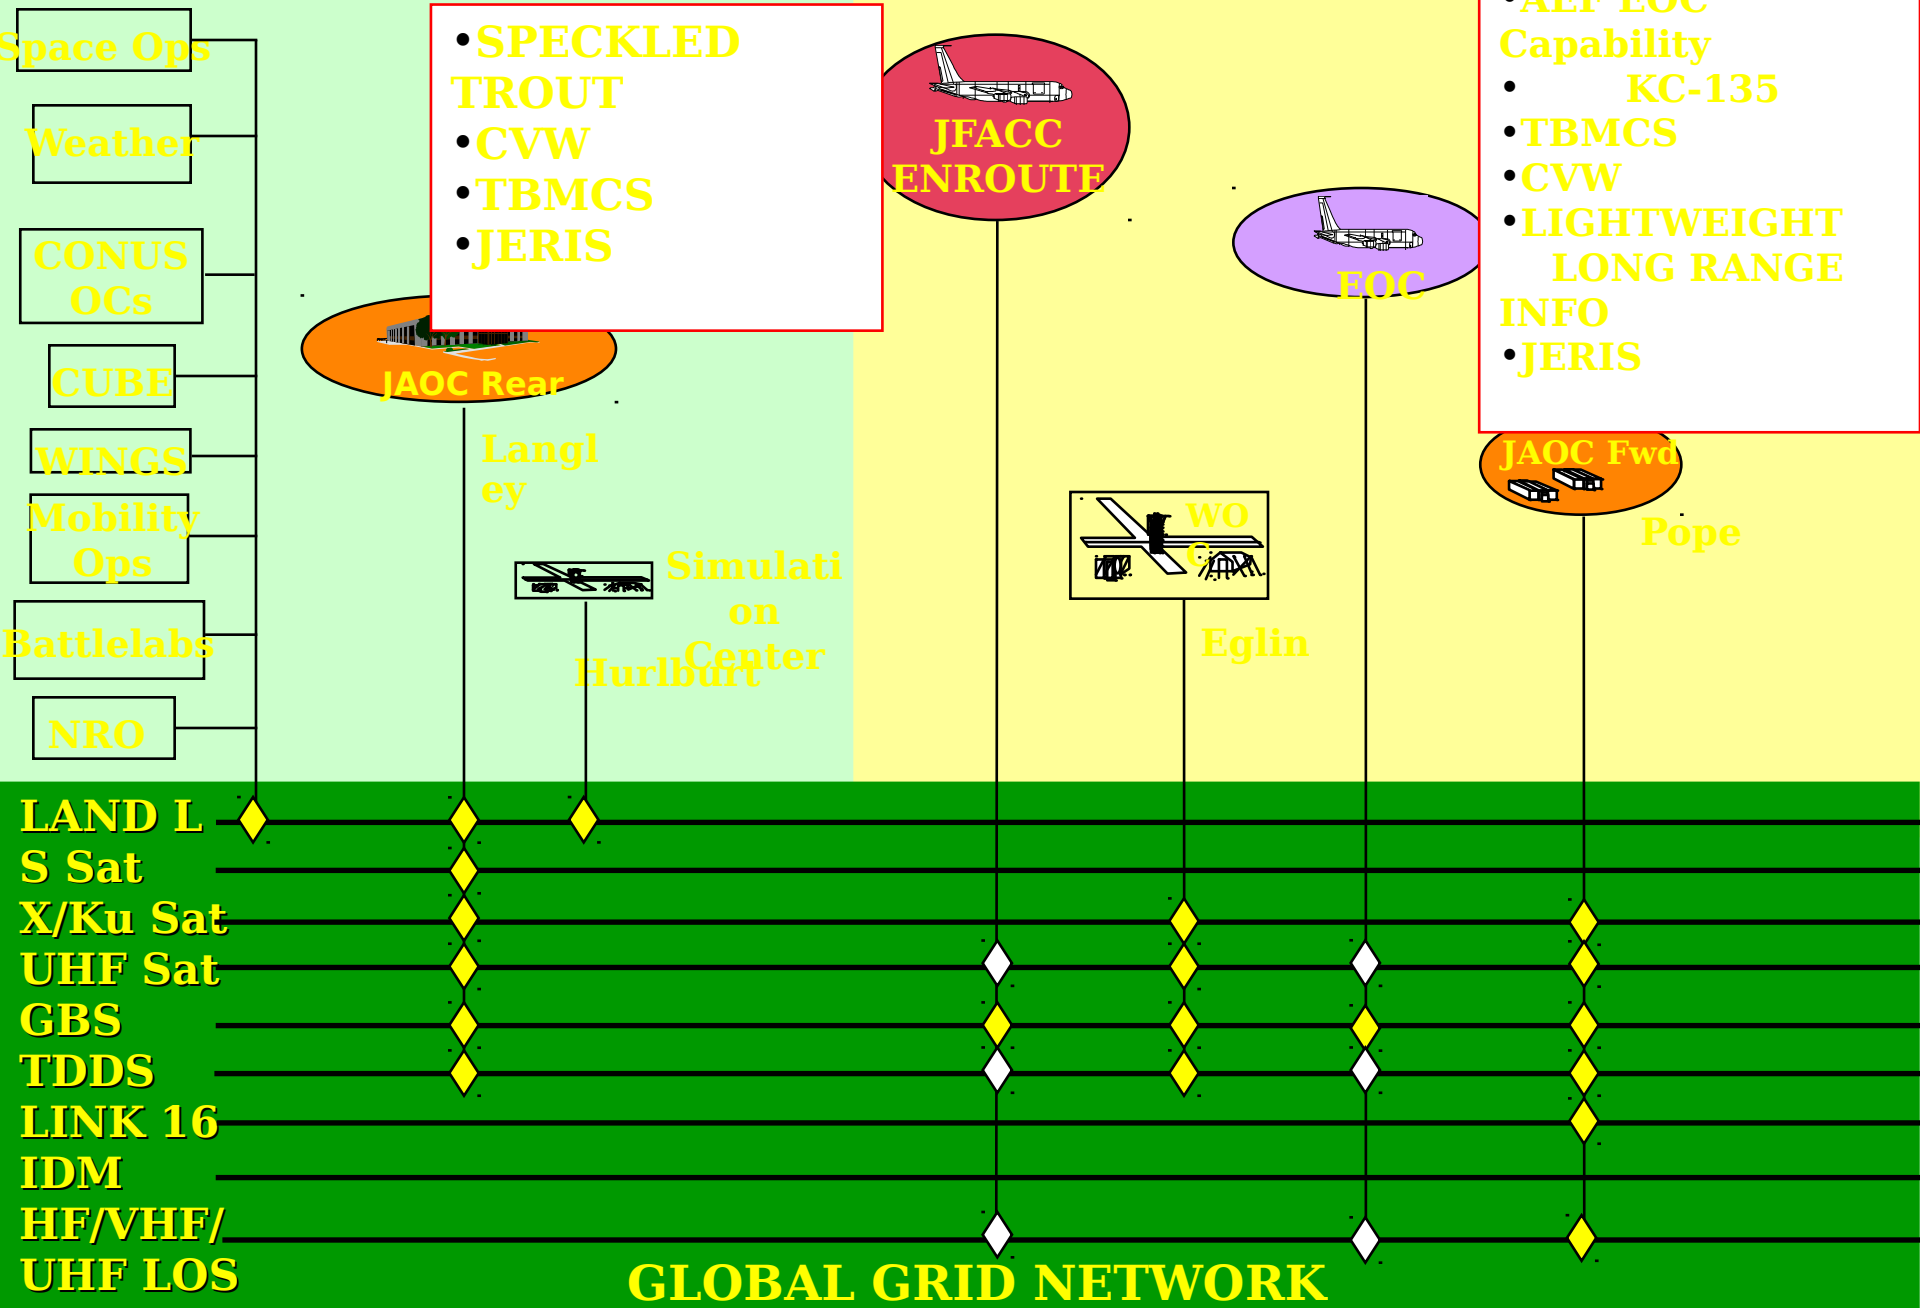 Space Ops
Weather
CONUS
OCs
CUBE
WINGS
Mobility
Ops
Battlelabs
NRO
•SPECKLED
TROUT
•CVW
•TBMCS
•JERIS
JAOC Rear
Langl
ey
Simulati
on
Center
Hurlburt
JFACC
ENROUTE
EOC
•AEF EOC
Capability
• KC-135
•TBMCS
•CVW
•LIGHTWEIGHT
LONG RANGE
INFO
•JERIS
JAOC Fwd
Pope
WO
C
Eglin
LAND L
S Sat
X/Ku Sat
UHF Sat
GBS
TDDS
LINK 16
IDM
HF/VHF/
UHF LOS
GLOBAL GRID NETWORK